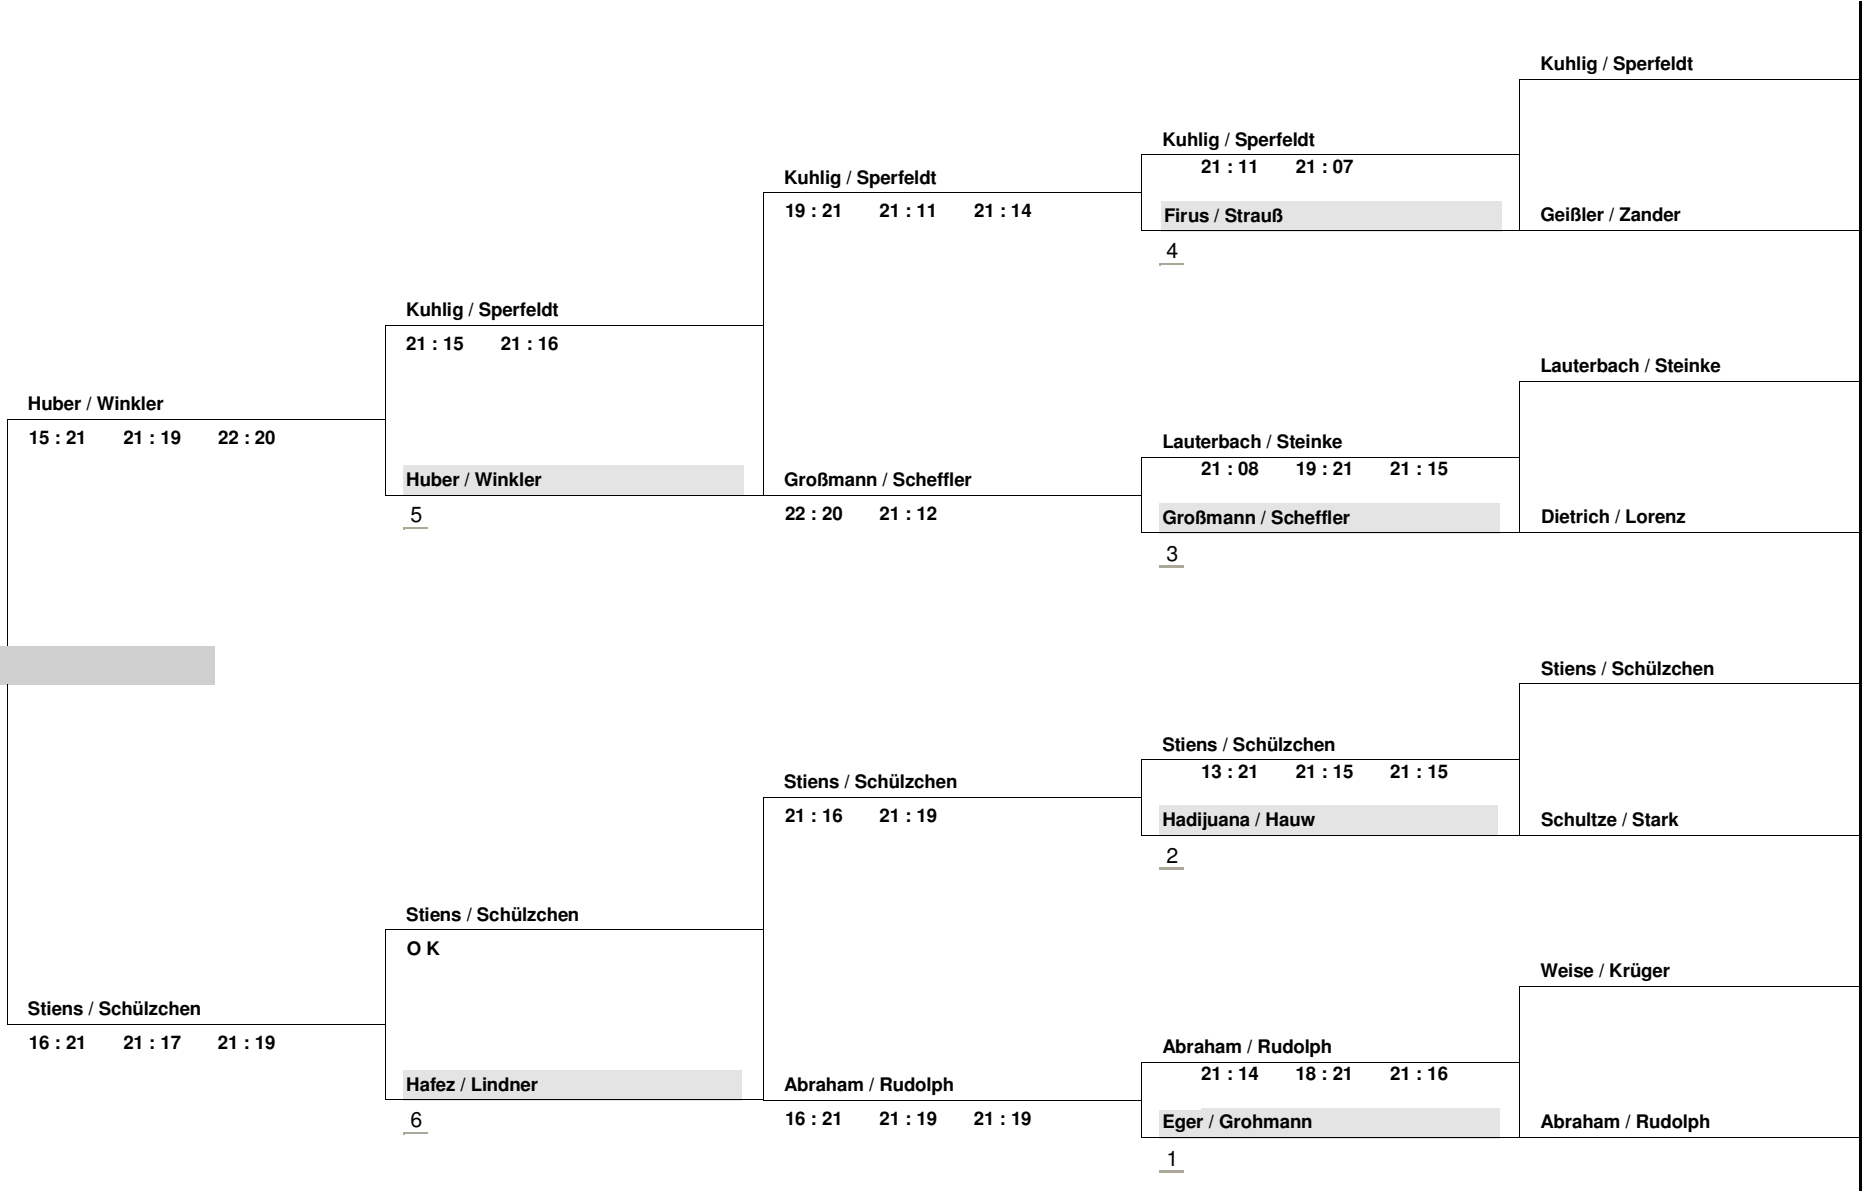 Kuhlig / Sperfeldt
Kuhlig / Sperfeldt
21 : 11 21 : 07
Kuhlig / Sperfeldt
19 : 21 21 : 11 21 : 14
Firus / Strauß
Geißler / Zander
4
Kuhlig / Sperfeldt
21 : 15 21 : 16
Lauterbach / Steinke
Huber / Winkler
15 : 21 21 : 19 22 : 20
Lauterbach / Steinke
21 : 08 19 : 21 21 : 15
Huber / Winkler
Großmann / Scheffler
5
22 : 20 21 : 12
Großmann / Scheffler
Dietrich / Lorenz
3
Stiens / Schülzchen
Stiens / Schülzchen
13 : 21 21 : 15 21 : 15
Stiens / Schülzchen
21 : 16 21 : 19
Hadijuana / Hauw
Schultze / Stark
2
Stiens / Schülzchen
O K
Weise / Krüger
Stiens / Schülzchen
16 : 21 21 : 17 21 : 19
Abraham / Rudolph
21 : 14 18 : 21 21 : 16
Hafez / Lindner
Abraham / Rudolph
6
16 : 21 21 : 19 21 : 19
Eger / Grohmann
Abraham / Rudolph
1